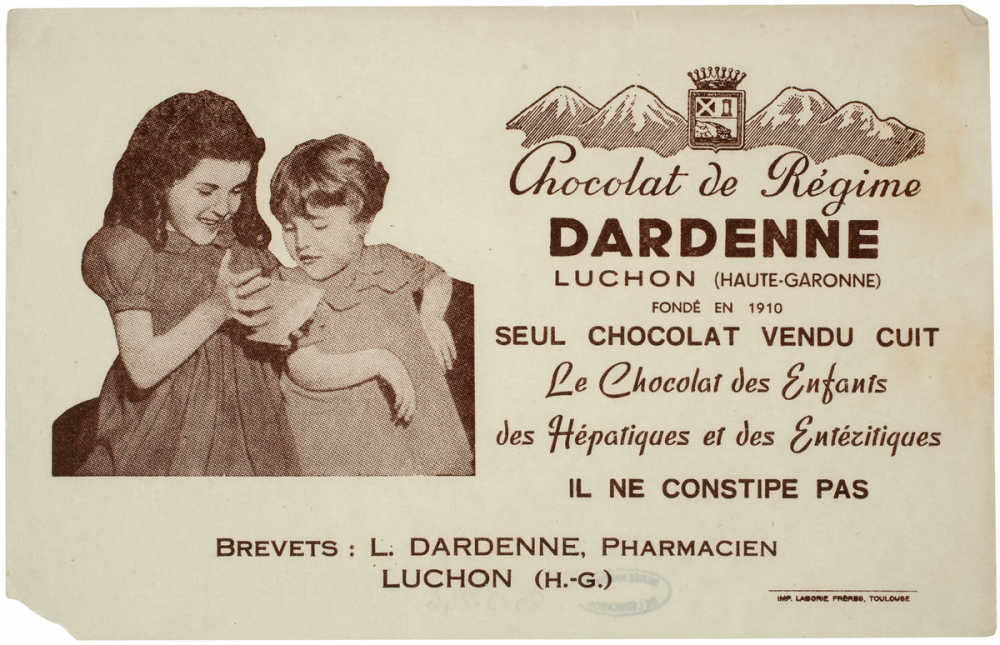 Chocolat de Régime
DARDENNE
LUCHON (HAUTE-GARONNE)
FONDÉ EN 1910
SEUL CHOCOLAT VENDU CUIT
Le Chocolat des Enfants
des Hépatiques et des Entéritiques
IL NE CONSTIPE PAS
BREVETS : L. DARDENNE, PHARMACIEN
LUCHON (H.-G.)
IMP. LABORIE FRÈRES, TOULOUSE